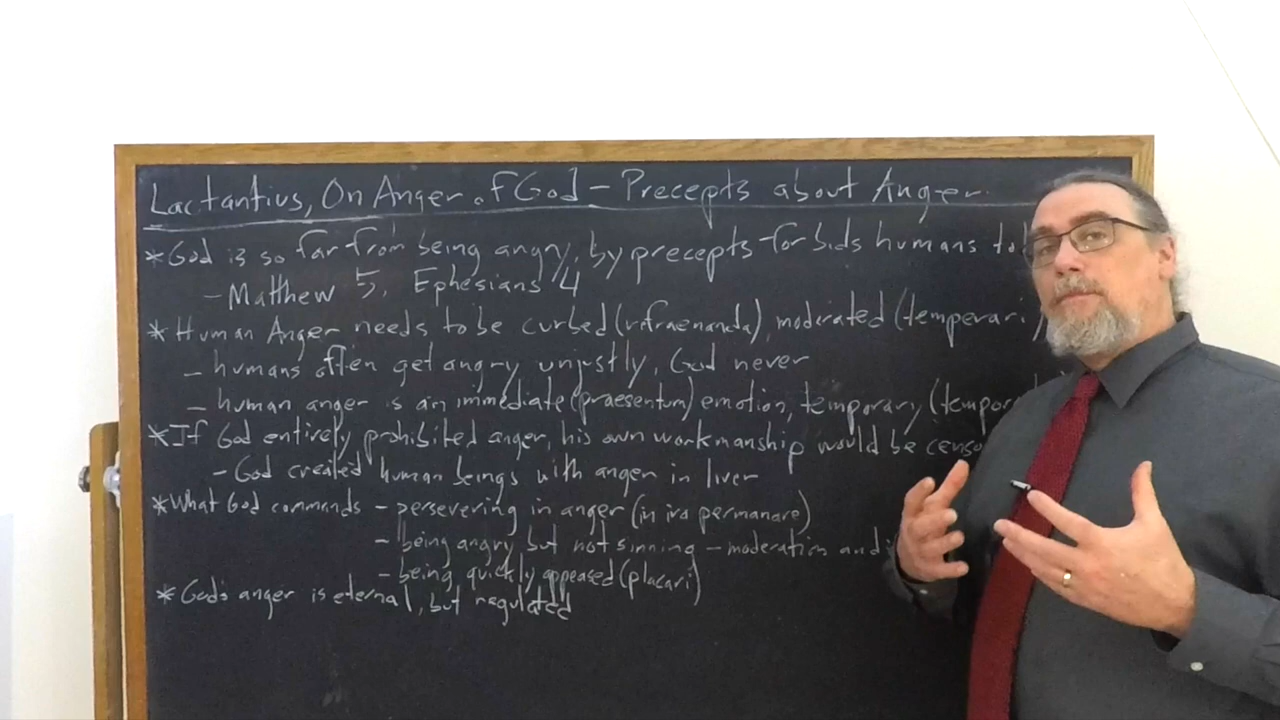 Lactantius, On Anger of God - Precepts about Anger
* God is so far from being angry, by precepts forbids humans to
- Matthew 5, Ephesians 4
* Human Anger needs to be curbed (refraenanda), moderated (temperari)
- humans often get angry unjustly, God never
- human anger is an immediate (praesentum) emotion, temporary (tempor
* If God entirely prohibited anger, his own workmanship would be censo
- God created human beings with anger in liver
* What God commands - persevering in anger (in ira permanare)
- being angry, but not sinning - moderation and
- being quickly appeased (placari)
* Gods anger is eternal, but regulated